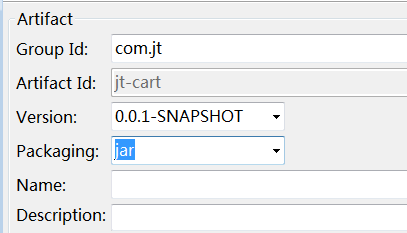 Artifact
Group Id: com.jt
Artifact Id: jt-cart
Version: 0.0.1-SNAPSHOT
Packaging: jar
Name:
Description: